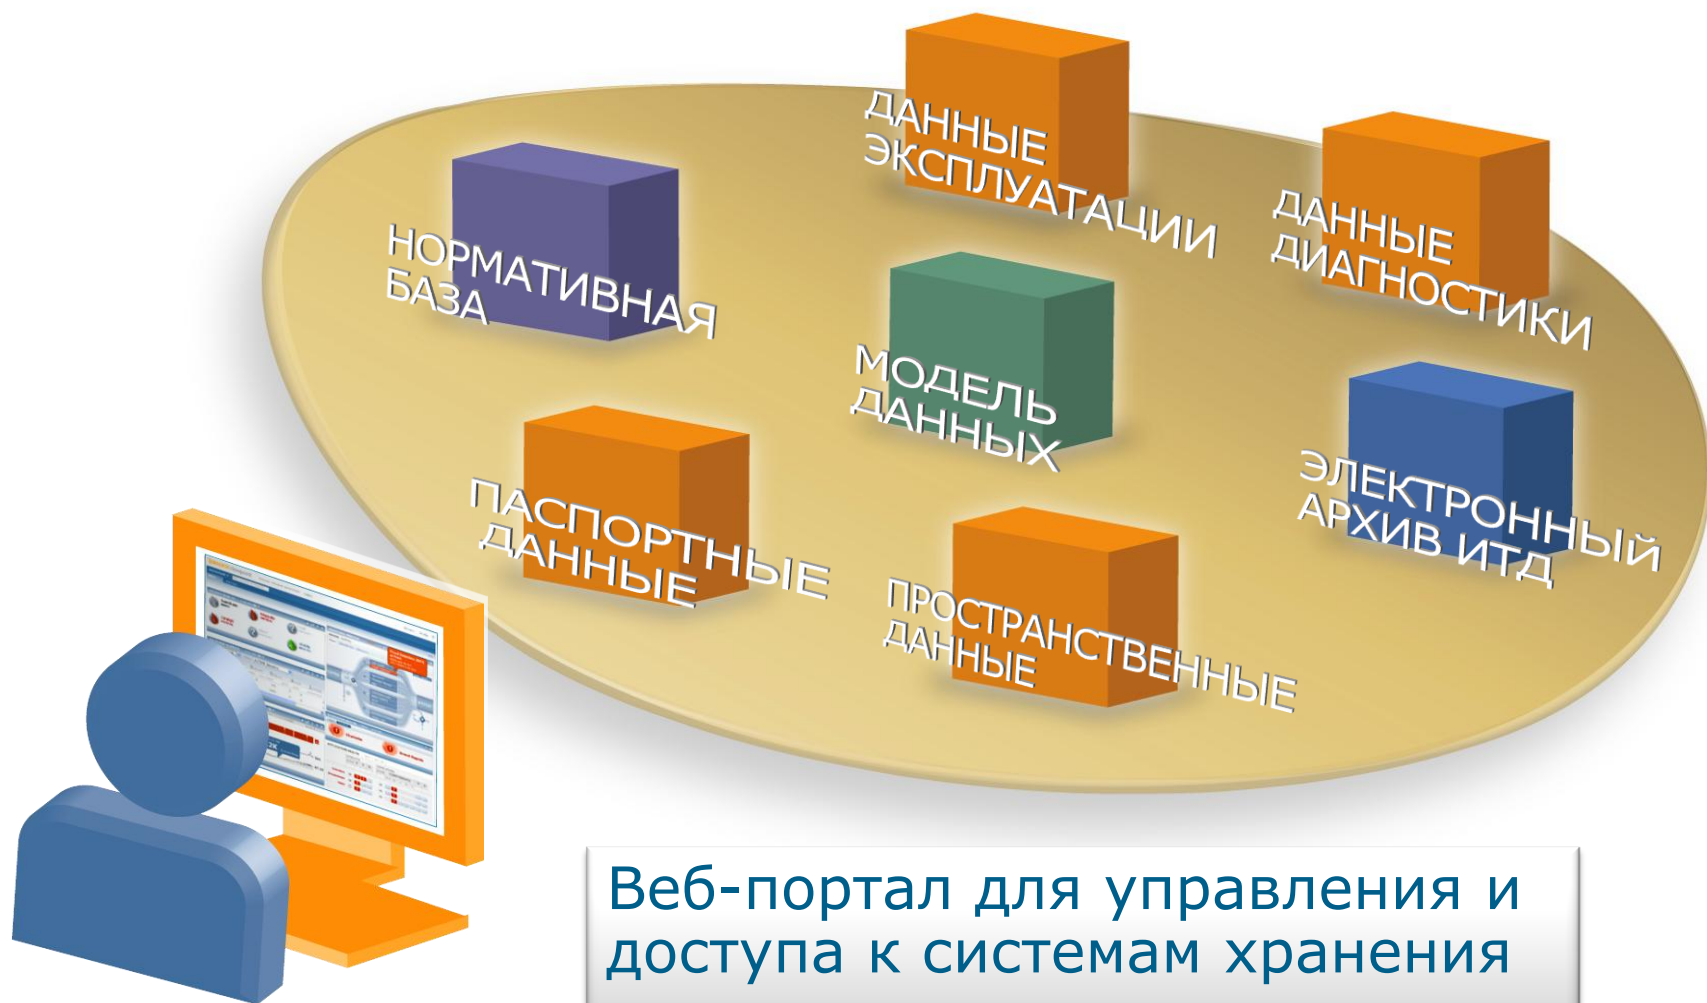 ДАННЫЕ
ЭКСПЛУАТАЦИИ
ДАННЫЕ
ДИАГНОСТИКИ
НОРМАТИВНАЯ
БАЗА
МОДЕЛЬ
ДАННЫХ
ЭЛЕКТРОННЫЙ
АРХИВ ИТД
ПАСПОРТНЫЕ
ДАННЫЕ
ПРОСТРАНСТВЕННЫЕ
ДАННЫЕ
Веб-портал для управления и
доступа к системам хранения